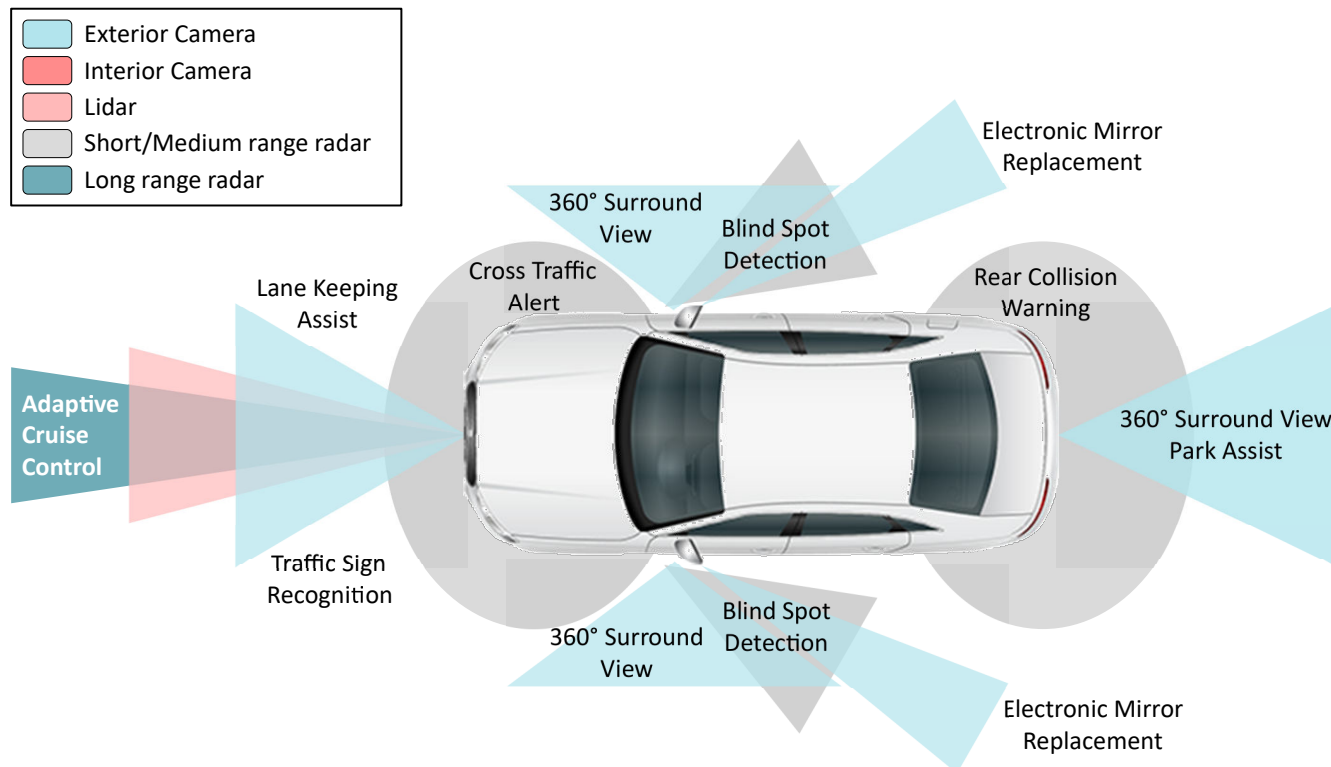 Exterior Camera
Interior Camera
Lidar
Short/Medium range radar
Long range radar
Electronic Mirror
Replacement
360° Surround
View
Blind Spot
Detection
Cross Traffic
Alert
Rear Collision
Warning
Lane Keeping
Assist
Adaptive
Cruise
Control
360° Surround View
Park Assist
Traffic Sign
Recognition
360° Surround
View
Blind Spot
Detection
Electronic Mirror
Replacement